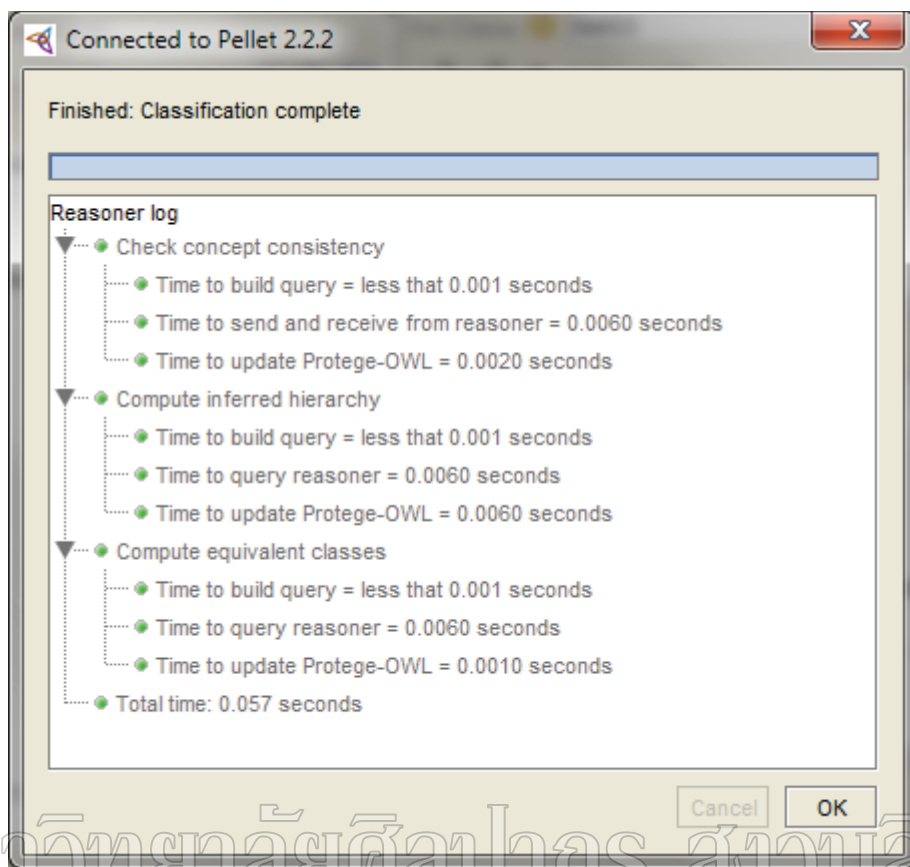 Connected to Pellet 2.2.2
Finished: Classification complete
Reasoner log
Check concept consistency
Time to build query = less that 0.001 seconds
Time to send and receive from reasoner = 0.0060 seconds
Time to update Protege-OWL = 0.0020 seconds
Compute inferred hierarchy
Time to build query = less that 0.001 seconds
Time to query reasoner = 0.0060 seconds
Time to update Protege-OWL = 0.0060 seconds
Compute equivalent classes
Time to build query = less that 0.001 seconds
Time to query reasoner = 0.0060 seconds
Time to update Protege-OWL = 0.0010 seconds
Total time: 0.057 seconds
Cancel OK